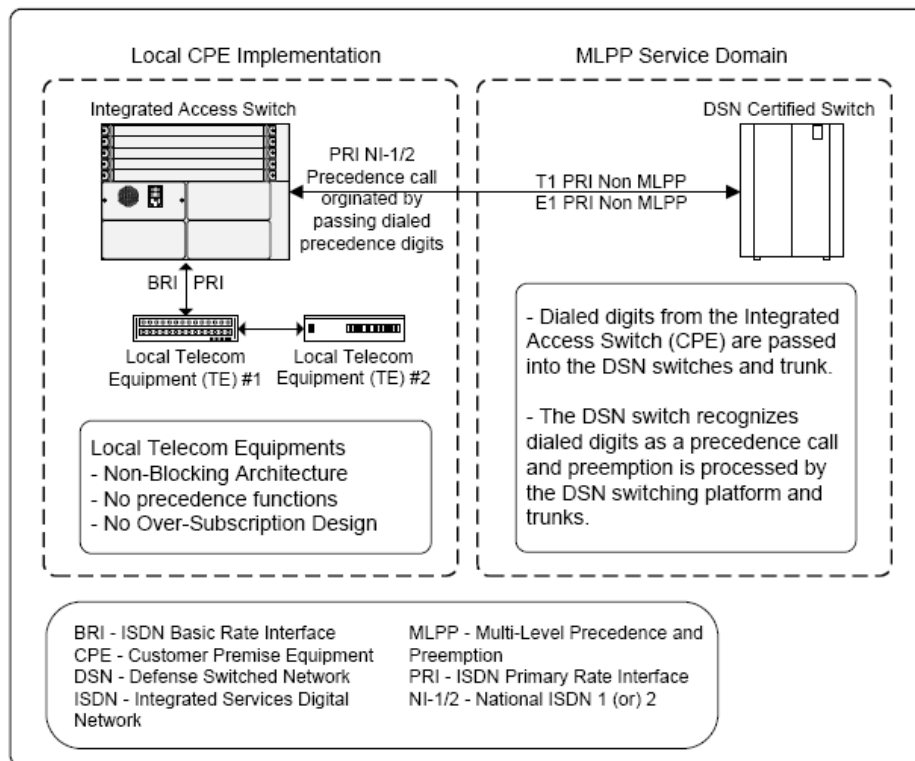 Local CPE Implementation
MLPP Service Domain
Integrated Access Switch
DSN Certified Switch
PRI NI-1/2
Precedence call
orginated by
passing dialed
precedence digits
T1 PRI Non MLPP
E1 PRI Non MLPP
BRI
PRI
Local Telecom
Equipment (TE) #1
Local Telecom
Equipment (TE) #2
Local Telecom Equipments
- Non-Blocking Architecture
- No precedence functions
- No Over-Subscription Design
- Dialed digits from the Integrated
Access Switch (CPE) are passed
into the DSN switches and trunk.
- The DSN switch recognizes
dialed digits as a precedence call
and preemption is processed by
the DSN switching platform and
trunks.
BRI - ISDN Basic Rate Interface
CPE - Customer Premise Equipment
DSN - Defense Switched Network
ISDN - Integrated Services Digital
Network
MLPP - Multi-Level Precedence and
Preemption
PRI - ISDN Primary Rate Interface
NI-1/2 - National ISDN 1 (or) 2